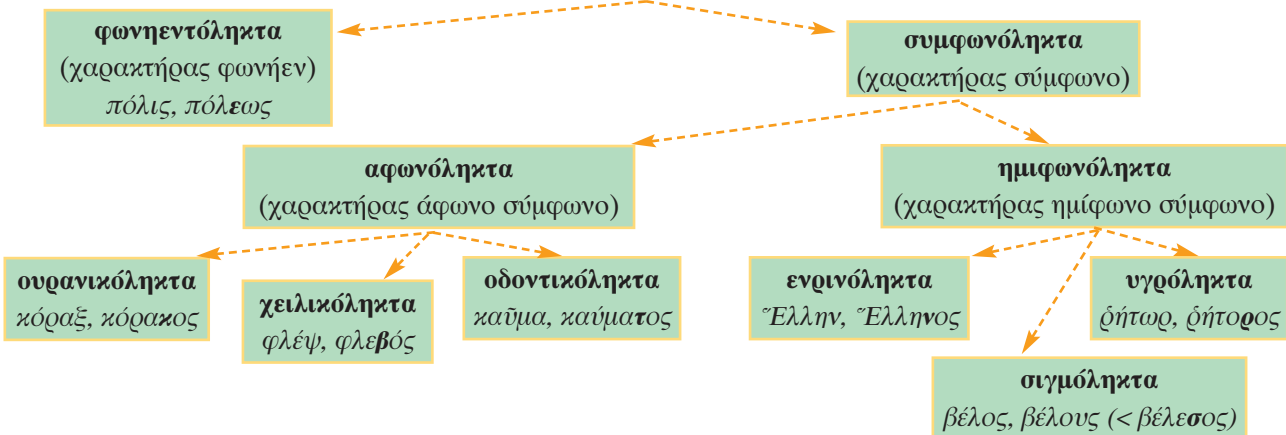 φωνηεντόληκτα
(χαρακτήρας φωνήεν)
πόλις, πόλεως
συμφωνόληκτα
(χαρακτήρας σύμφωνο)
αφωνόληκτα
(χαρακτήρας άφωνο σύμφωνο)
ημιφωνόληκτα
(χαρακτήρας ημίφωνο σύμφωνο)
ουρανικόληκτα
κόραξ, κόρακος
χειλικόληκτα
φλέψ, φλεβός
οδοντικόληκτα
καῦμα, καύματος
ενρινόληκτα
Ἕλλην, Ἕλληνος
υγρόληκτα
ῥήτωρ, ῥήτορος
σιγμόληκτα
βέλος, βέλους (< βέλεσος)